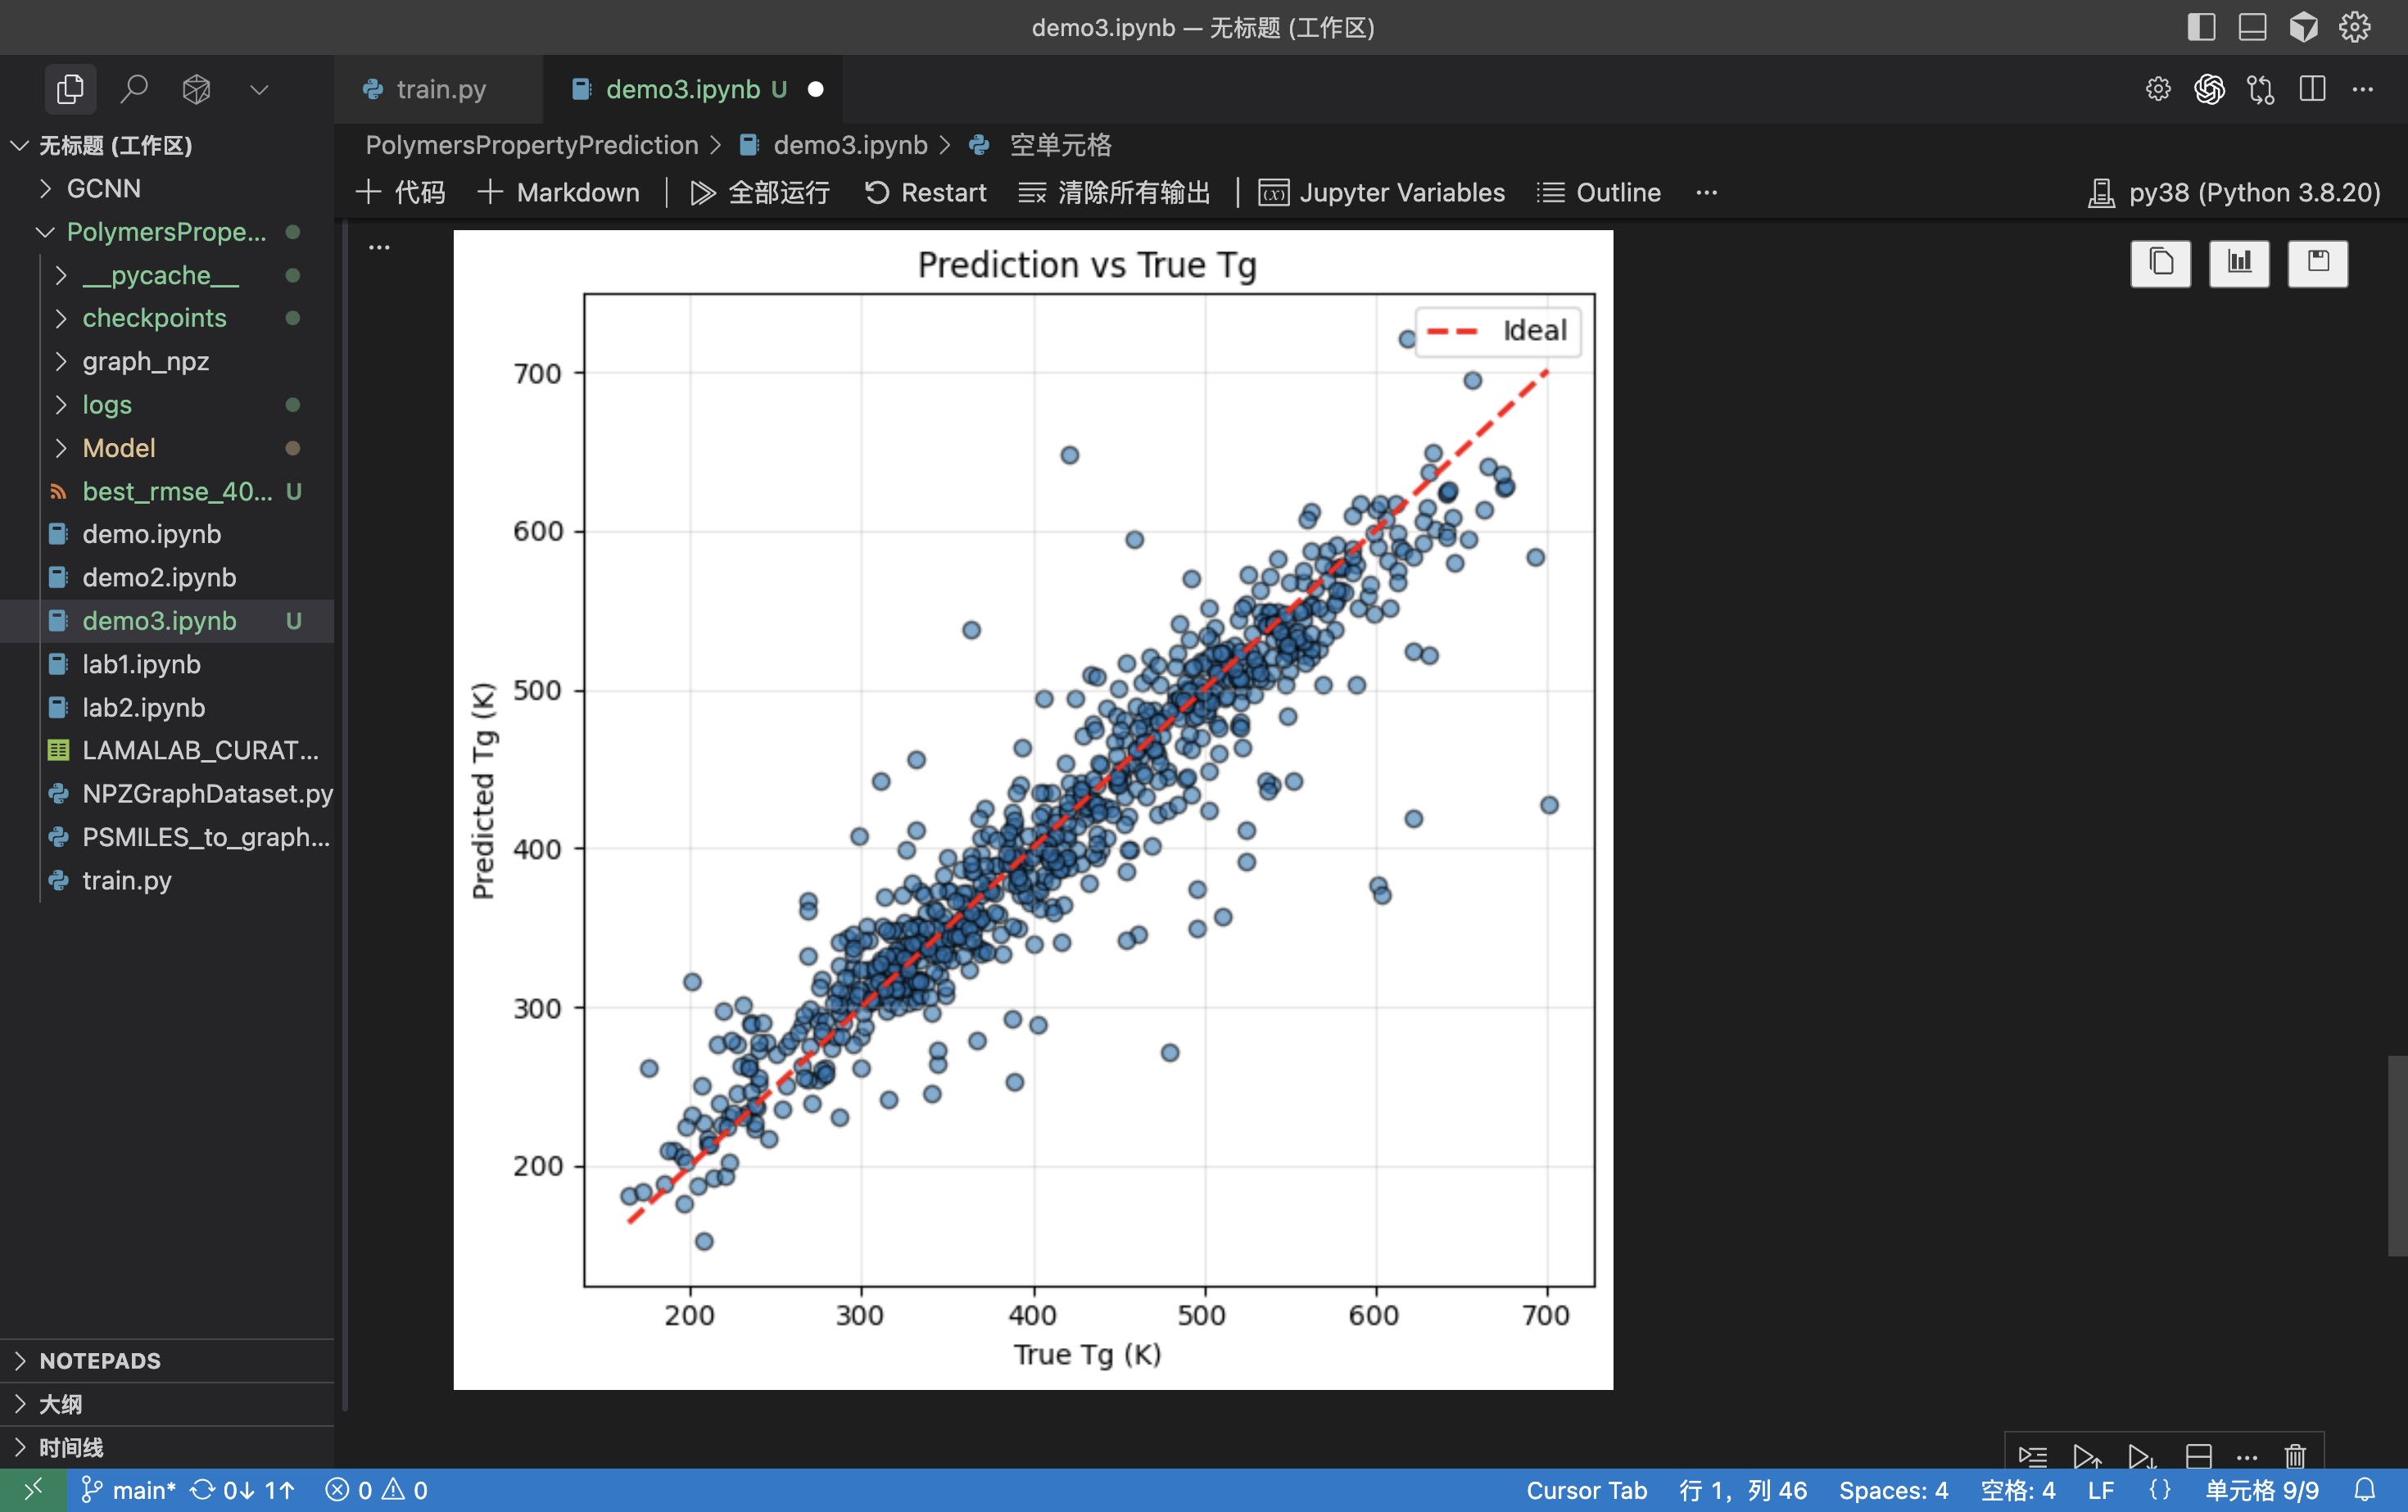 demo3.ipynb — 无标题 (工作区)
train.py
demo3.ipynb U
无标题 (工作区)
PolymersPropertyPrediction > demo3.ipynb > 空单元格
GCNN
代码 Markdown 全部运行 Restart 清除所有输出 Jupyter Variables Outline ... py38 (Python 3.8.20)
PolymersPrope...
__pycache__
checkpoints
graph_npz
logs
Model
best_rmse_40... U
demo.ipynb
demo2.ipynb
demo3.ipynb U
lab1.ipynb
lab2.ipynb
LAMALAB_CURAT...
NPZGraphDataset.py
PSMILES_to_graph...
train.py
Prediction vs True Tg
Ideal
Predicted Tg (K)
700
600
500
400
300
200
200 300 400 500 600 700
True Tg (K)
NOTEPADS
大纲
时间线
main* 0↓ 1↑ 0 0 Cursor Tab 行 1, 列 46 Spaces: 4 空格: 4 LF {} 单元格 9/9